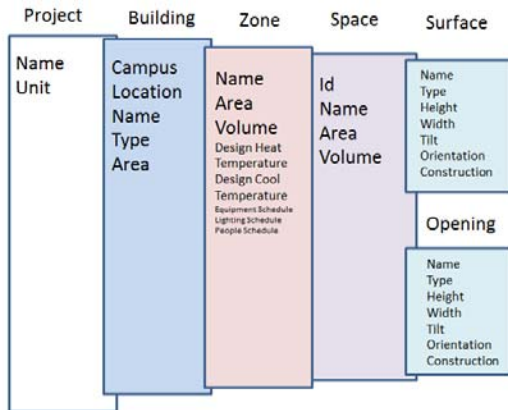 Project
Building
Zone
Space
Surface
Name
Unit
Campus
Location
Name
Type
Area
Name
Area
Volume
Design Heat
Temperature
Design Cool
Temperature
Equipment Schedule
Lighting Schedule
People Schedule
Id
Name
Area
Volume
Name
Type
Height
Width
Tilt
Orientation
Construction
Opening
Name
Type
Height
Width
Tilt
Orientation
Construction